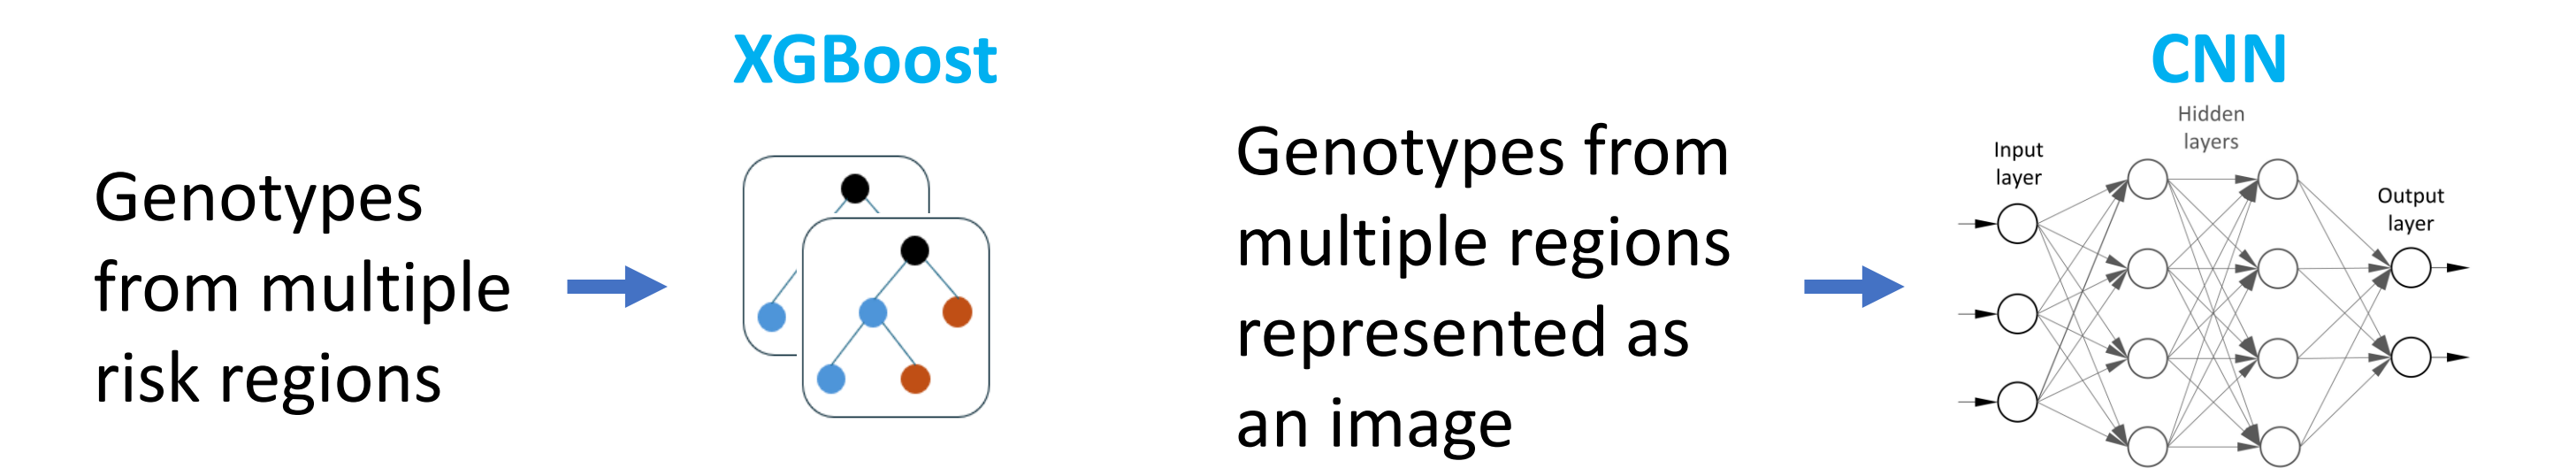 XGBoost
Genotypes
from multiple
risk regions
CNN
Genotypes from
multiple regions
represented as
an image
Hidden
layers
Input
layer
Output
layer